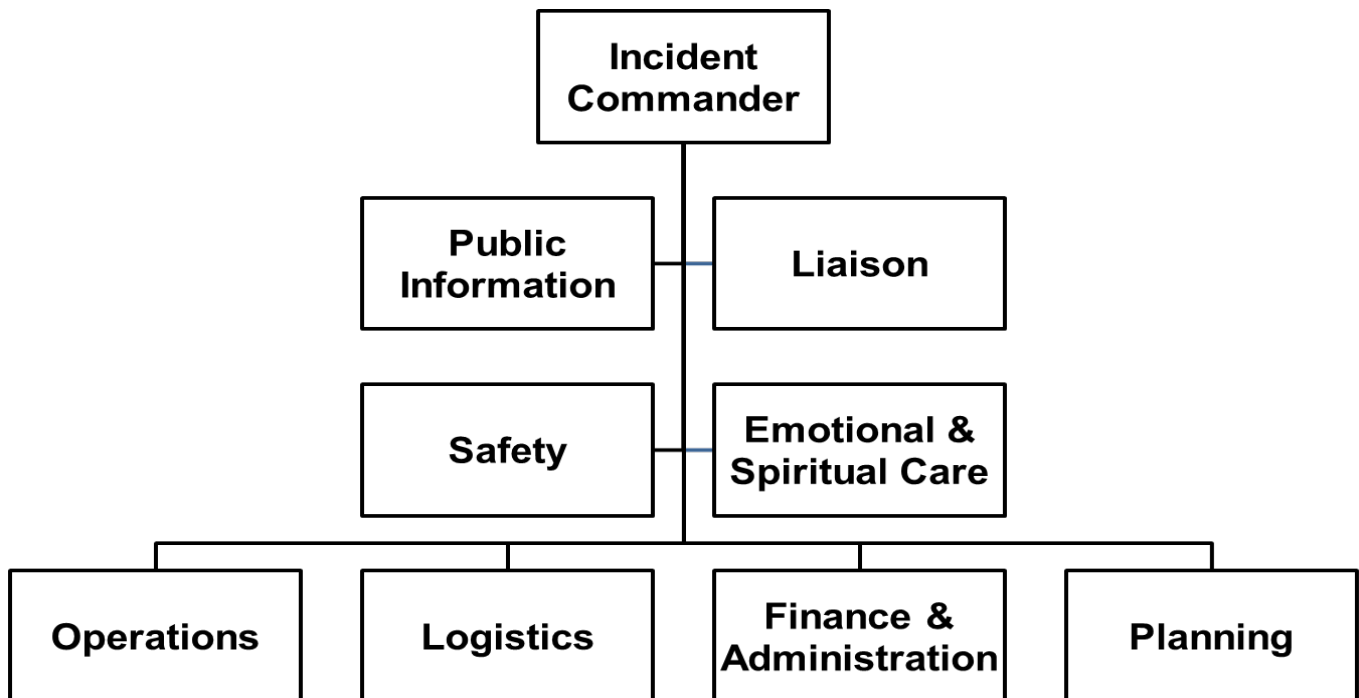 Incident
Commander
Public
Information
Liaison
Safety
Emotional &
Spiritual Care
Operations
Logistics
Finance &
Administration
Planning